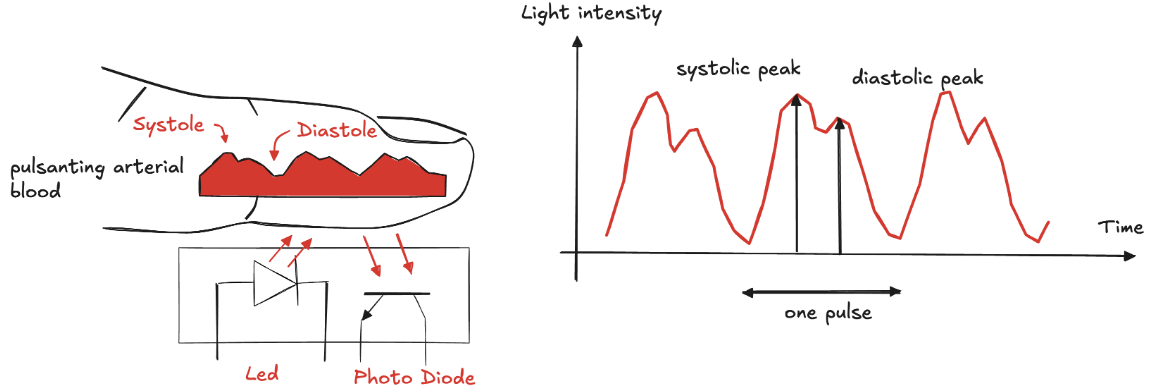 Systole
Diastole
pulsanting arterial
blood
Led
Photo Diode
Light intensity
systolic peak
diastolic peak
Time
one pulse